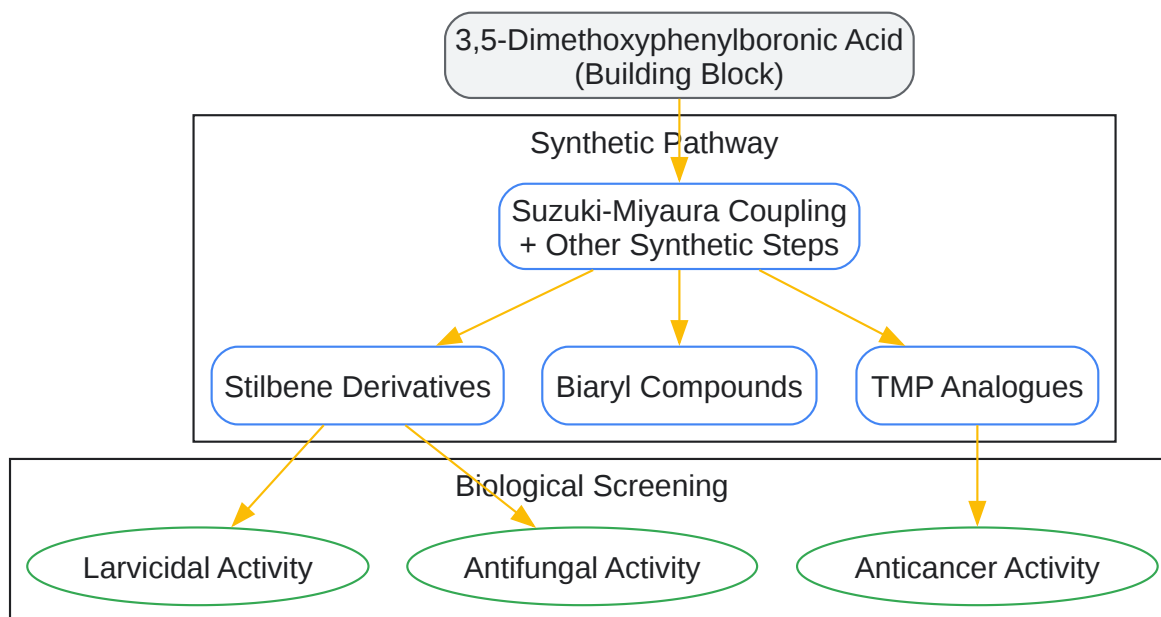 3,5-Dimethoxyphenylboronic Acid
(Building Block)
Synthetic Pathway
Suzuki-Miyaura Coupling
+ Other Synthetic Steps
Stilbene Derivatives
Biaryl Compounds
TMP Analogues
Biological Screening
Larvicidal Activity
Antifungal Activity
Anticancer Activity